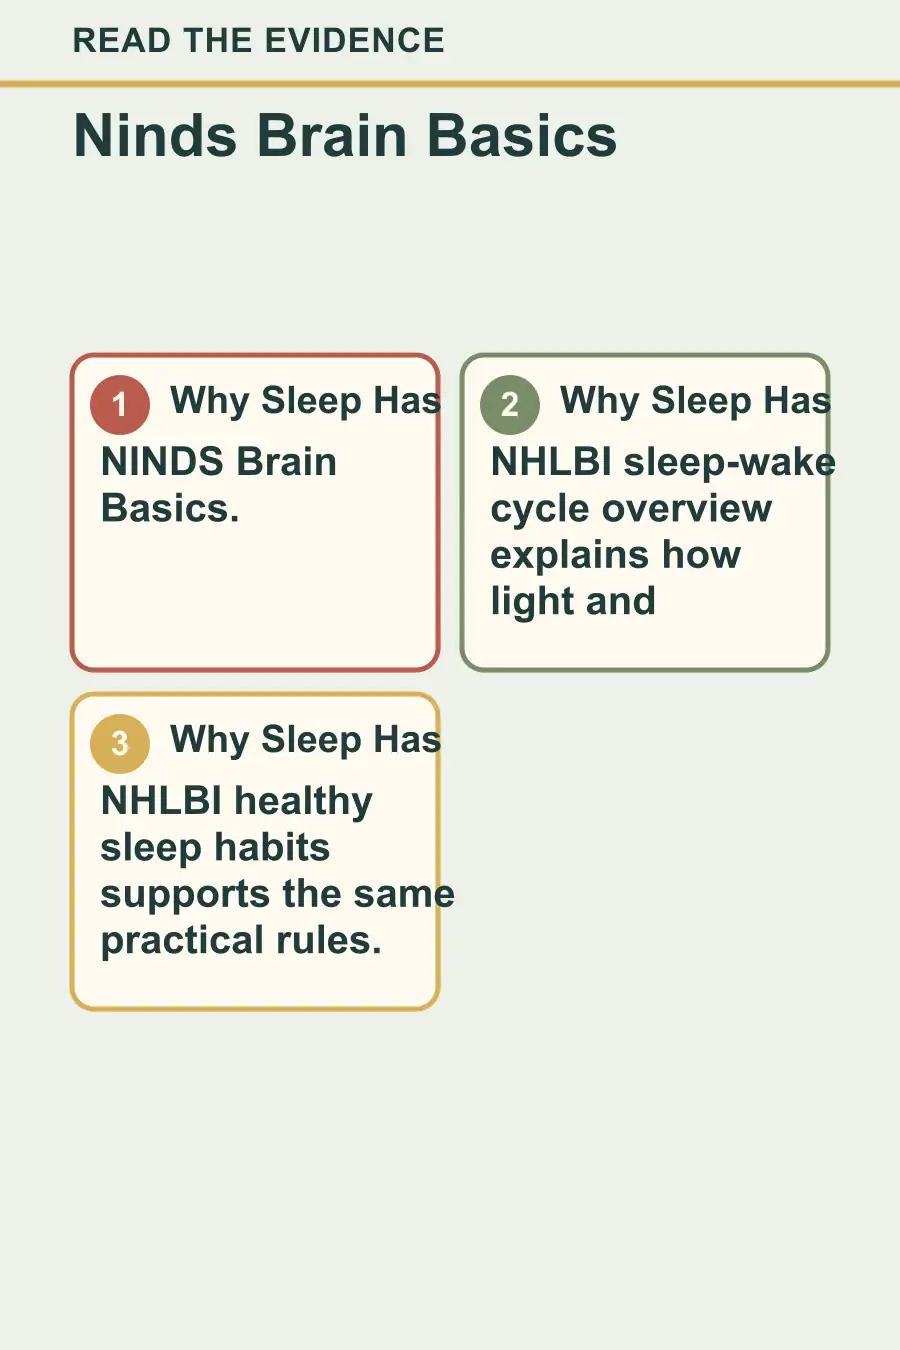 READ THE EVIDENCE
Ninds Brain Basics
1 Why Sleep Has
NINDS Brain
Basics.
2 Why Sleep Has
NHLBI sleep-wake
cycle overview
explains how
light and
3 Why Sleep Has
NHLBI healthy
sleep habits
supports the same
practical rules.